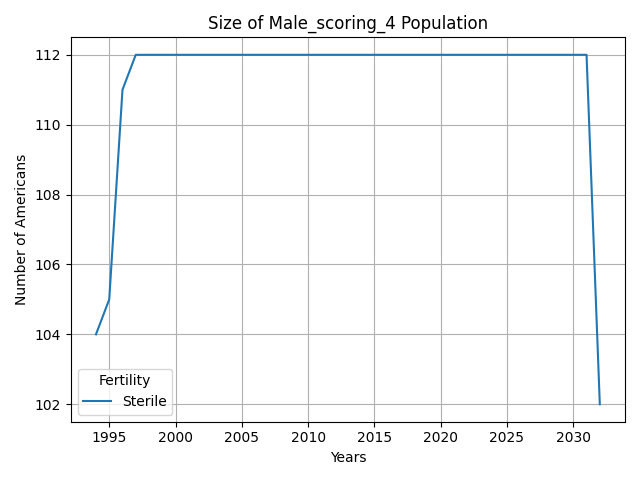 Size of Male_scoring_4 Population
Number of Americans
112
110
108
106
104
102
Fertility
Sterile
1995 2000 2005 2010 2015 2020 2025 2030
Years